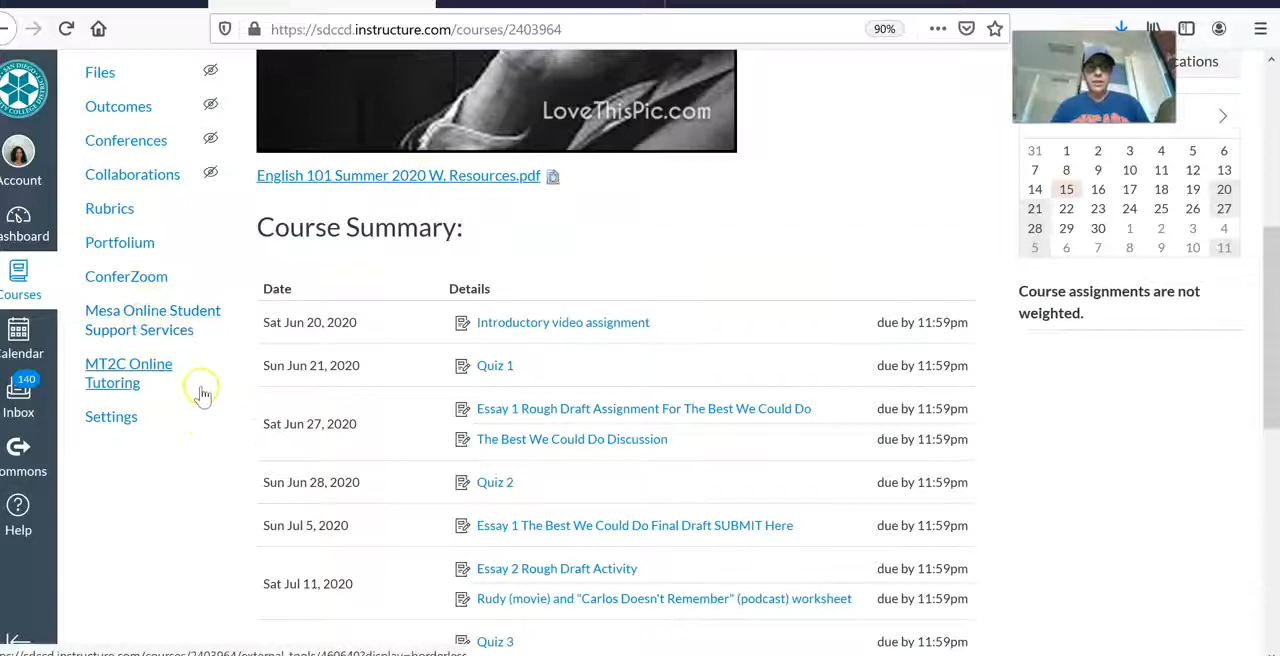 https://sdccd.instructure.com/courses/2403964
90%
SAN DIEGO
Account
ashboard
Courses
Calendar
140
Inbox
ommons
Help
Files
Outcomes
Conferences
Collaborations
Rubrics
Portfolium
ConferZoom
Mesa Online Student
Support Services
MT2C Online
Tutoring
Settings
LoveThisPic.com
English 101 Summer 2020 W. Resources.pdf
Course Summary:
Date Details
Sat Jun 20, 2020 Introductory video assignment due by 11:59pm
Sun Jun 21, 2020 Quiz 1 due by 11:59pm
Sat Jun 27, 2020 Essay 1 Rough Draft Assignment For The Best We Could Do due by 11:59pm
The Best We Could Do Discussion due by 11:59pm
Sun Jun 28, 2020 Quiz 2 due by 11:59pm
Sun Jul 5, 2020 Essay 1 The Best We Could Do Final Draft SUBMIT Here due by 11:59pm
Sat Jul 11, 2020 Essay 2 Rough Draft Activity due by 11:59pm
Rudy (movie) and "Carlos Doesn't Remember" (podcast) worksheet due by 11:59pm
Quiz 3 due by 11:59pm
cations
31 1 2 3 4 5 6
7 8 9 10 11 12 13
14 15 16 17 18 19 20
21 22 23 24 25 26 27
28 29 30 1 2 3 4
5 6 7 8 9 10 11
Course assignments are not
weighted.